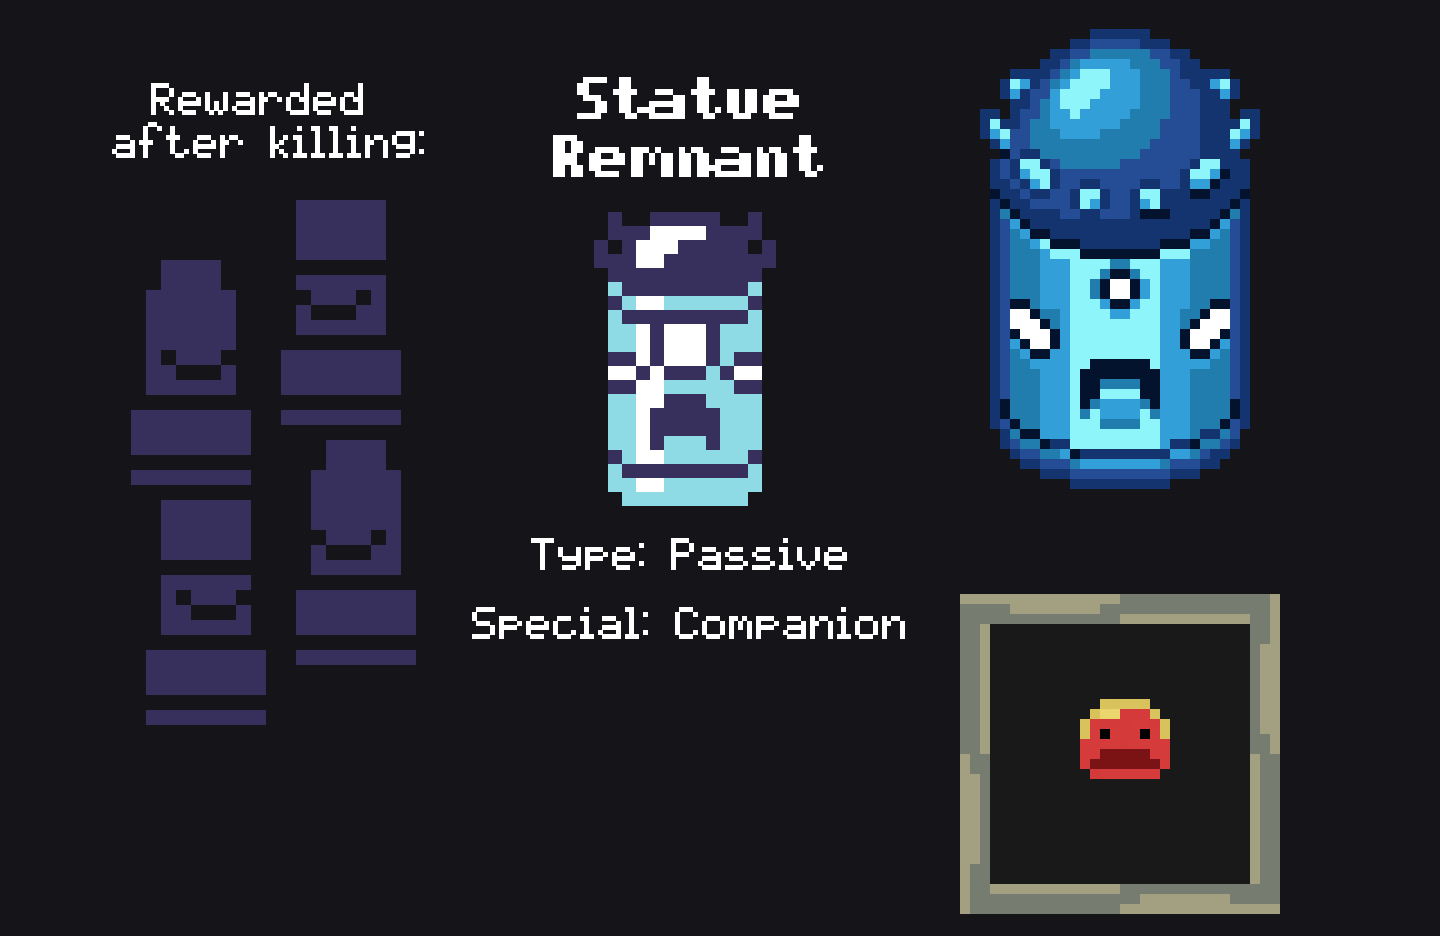 Rewarded
after killing:
Statue
Remnant
Type: Passive
Special: Companion